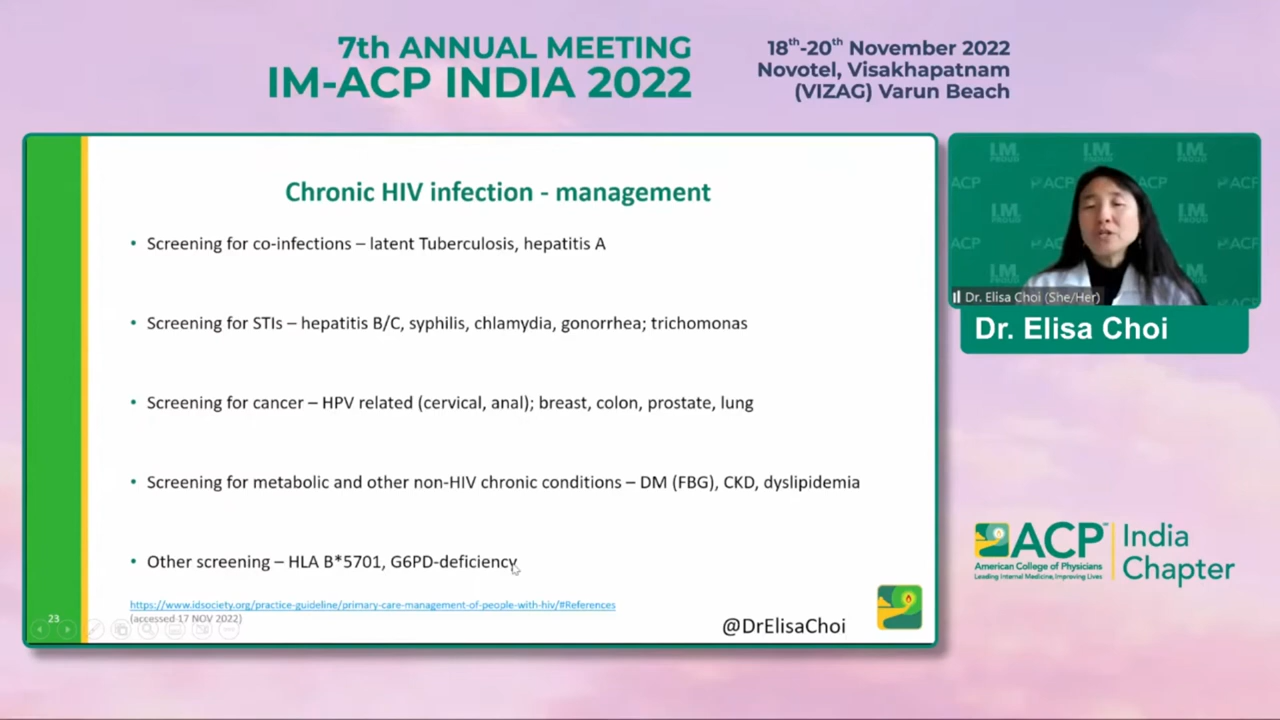 7th ANNUAL MEETING
IM-ACP INDIA 2022
18th-20th November 2022
Novotel, Visakhapatnam
(VIZAG) Varun Beach
Chronic HIV infection - management
• Screening for co-infections – latent Tuberculosis, hepatitis A
• Screening for STIs – hepatitis B/C, syphilis, chlamydia, gonorrhea; trichomonas
• Screening for cancer – HPV related (cervical, anal); breast, colon, prostate, lung
• Screening for metabolic and other non-HIV chronic conditions – DM (FBG), CKD, dyslipidemia
• Other screening – HLA B*5701, G6PD-deficiency
https://www.idsociety.org/practice-guideline/primary-care-management-of-people-with-hiv/#References
(accessed 17 NOV 2022)
23
@DrElisaChoi
I.M. PROUD
ACP
Dr. Elisa Choi (She/Her)
Dr. Elisa Choi
ACP™
American College of Physicians
Leading Internal Medicine, Improving Lives
India
Chapter